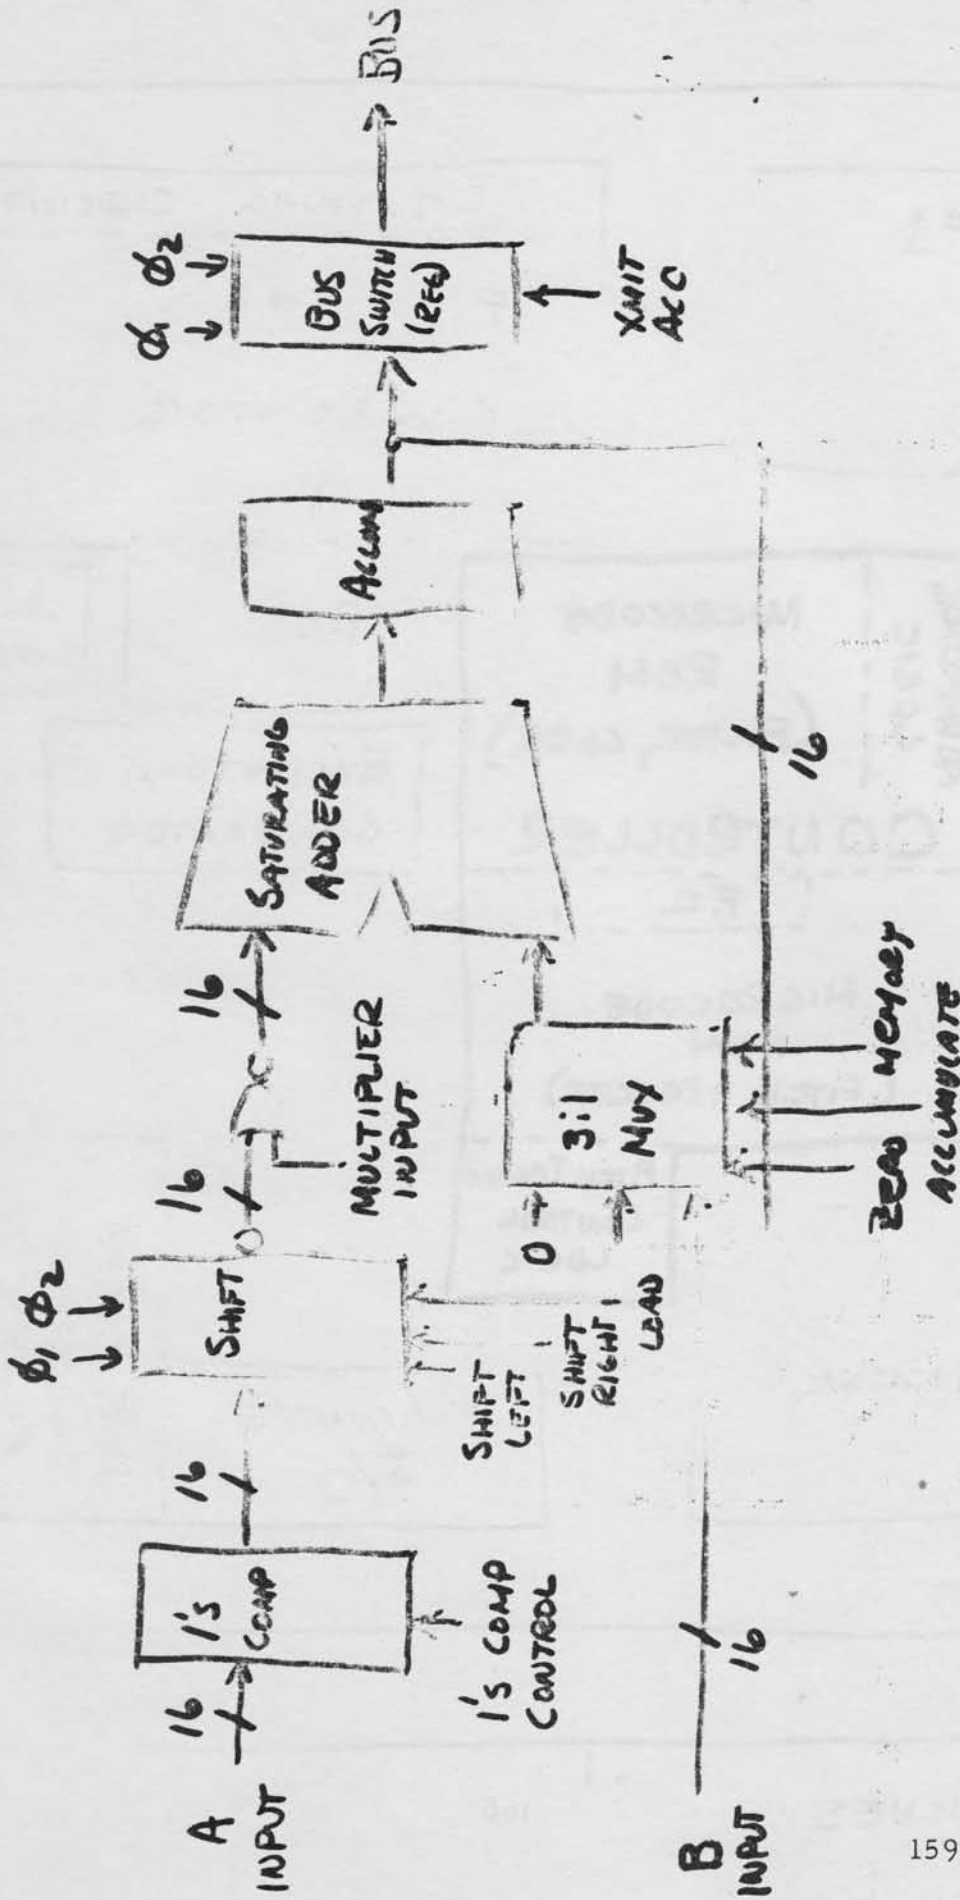 A
INPUT
16
1's
COMP
1's COMP
CONTROL
16
φ1 φ2
SHIFT
SHIFT
LEFT
SHIFT
RIGHT
LOAD
16
MULTIPLIER
INPUT
16
SATURATING
ADDER
ACCUM
φ1 φ2
BUS
SWITCH
(REG)
XMIT
ACC
BUS
B
INPUT
16
0
3:1
MUX
ZERO
MEMORY
ACCUMULATE
16
159